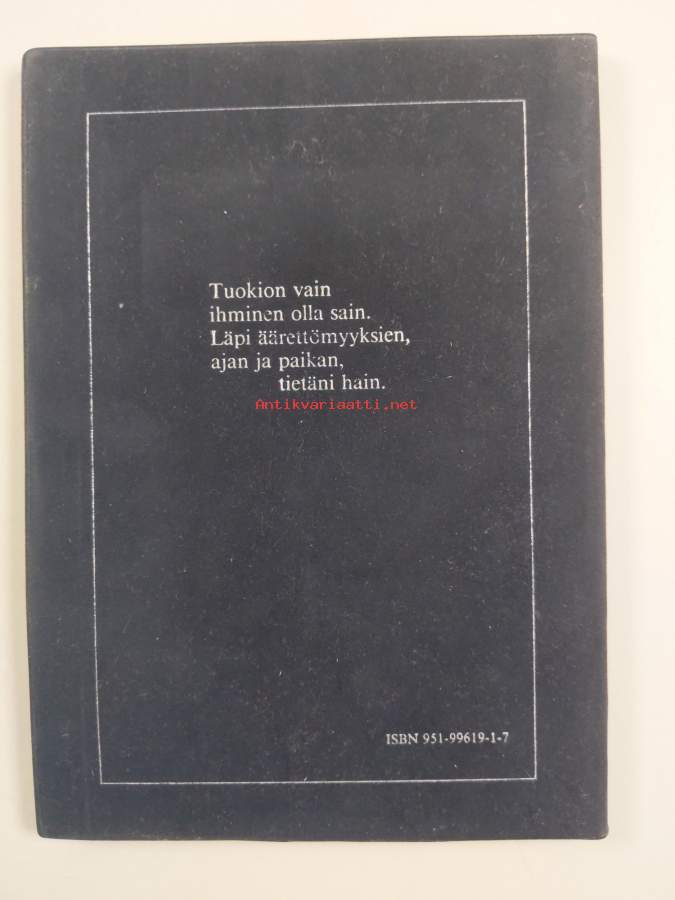 Tuokion vain
ihminen olla sain.
Läpi äärettömyyksien,
ajan ja paikan,
tietäni hain.
Antikvariaatti.net
ISBN 951-99619-1-7